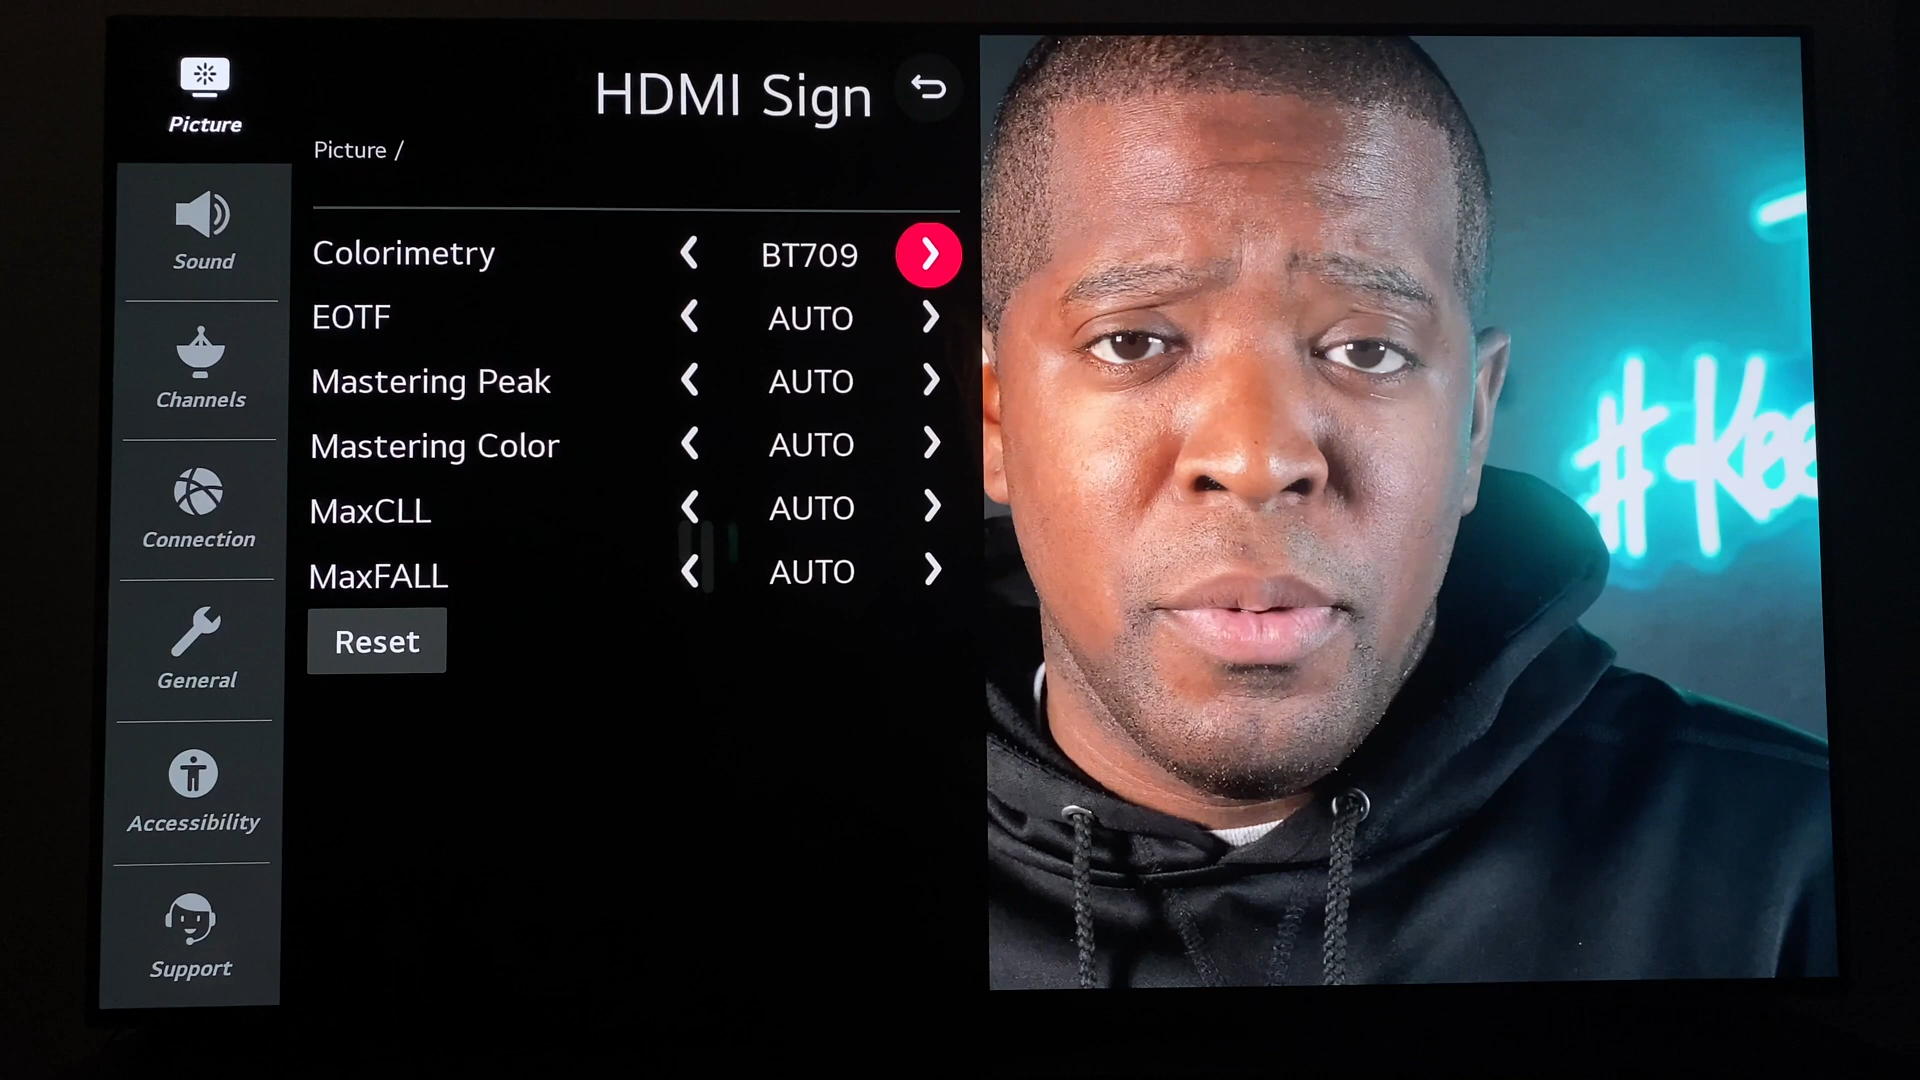 Picture
Sound
Channels
Connection
General
Accessibility
Support
HDMI Sign
Picture /
Colorimetry BT709
EOTF AUTO
Mastering Peak AUTO
Mastering Color AUTO
MaxCLL AUTO
MaxFALL AUTO
Reset
#Kee